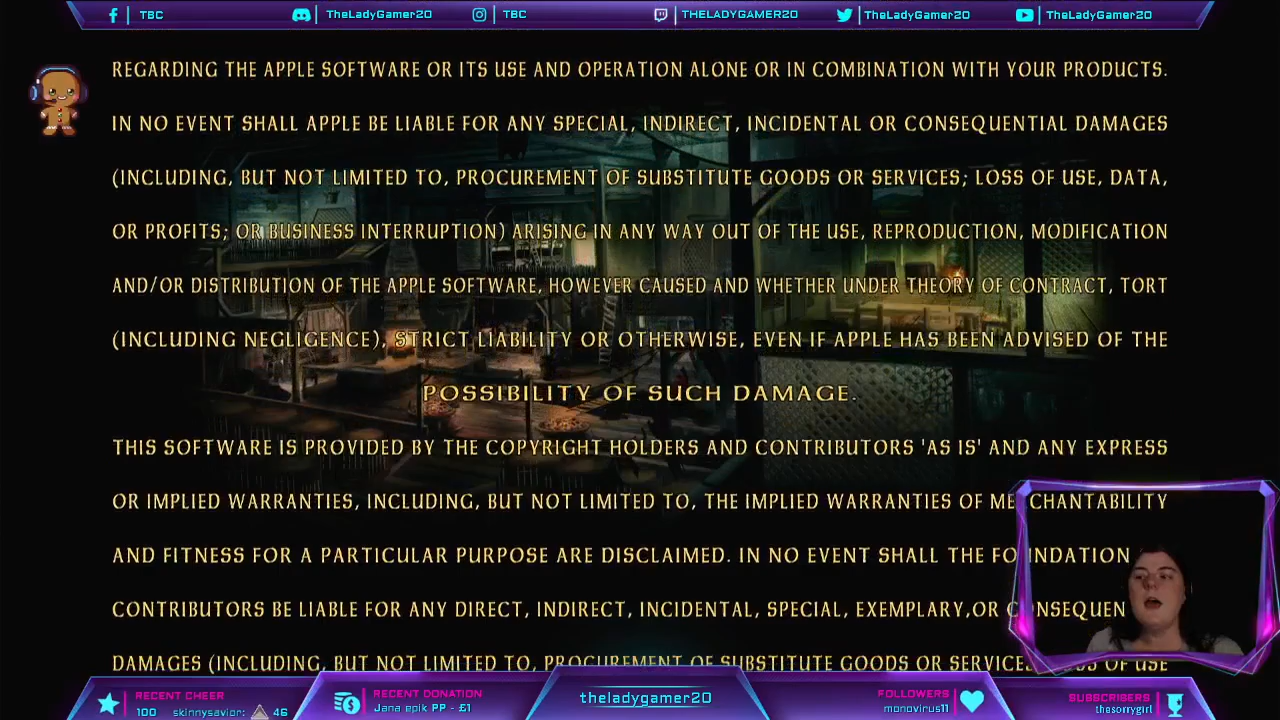 TBC
TheLadyGamer20
TBC
THELADYGAMER20
TheLadyGamer20
TheLadyGamer20
REGARDING THE APPLE SOFTWARE OR ITS USE AND OPERATION ALONE OR IN COMBINATION WITH YOUR PRODUCTS.
IN NO EVENT SHALL APPLE BE LIABLE FOR ANY SPECIAL, INDIRECT, INCIDENTAL OR CONSEQUENTIAL DAMAGES
(INCLUDING, BUT NOT LIMITED TO, PROCUREMENT OF SUBSTITUTE GOODS OR SERVICES; LOSS OF USE, DATA,
OR PROFITS; OR BUSINESS INTERRUPTION) ARISING IN ANY WAY OUT OF THE USE, REPRODUCTION, MODIFICATION
AND/OR DISTRIBUTION OF THE APPLE SOFTWARE, HOWEVER CAUSED AND WHETHER UNDER THEORY OF CONTRACT, TORT
(INCLUDING NEGLIGENCE), STRICT LIABILITY OR OTHERWISE, EVEN IF APPLE HAS BEEN ADVISED OF THE
POSSIBILITY OF SUCH DAMAGE.
THIS SOFTWARE IS PROVIDED BY THE COPYRIGHT HOLDERS AND CONTRIBUTORS 'AS IS' AND ANY EXPRESS
OR IMPLIED WARRANTIES, INCLUDING, BUT NOT LIMITED TO, THE IMPLIED WARRANTIES OF ME CHANTABILITY
AND FITNESS FOR A PARTICULAR PURPOSE ARE DISCLAIMED. IN NO EVENT SHALL THE FO NDATION
CONTRIBUTORS BE LIABLE FOR ANY DIRECT, INDIRECT, INCIDENTAL, SPECIAL, EXEMPLARY,OR C NSEQUEN
DAMAGES (INCLUDING, BUT NOT LIMITED TO, PROCUREMENT OF SUBSTITUTE GOODS OR SERVICES OF USE
RECENT CHEER
100 skinnysavior: 46
RECENT DONATION
Jana epik PP - £1
theladygamer20
FOLLOWERS
monovirus11
SUBSCRIBERS
thesorrygirl